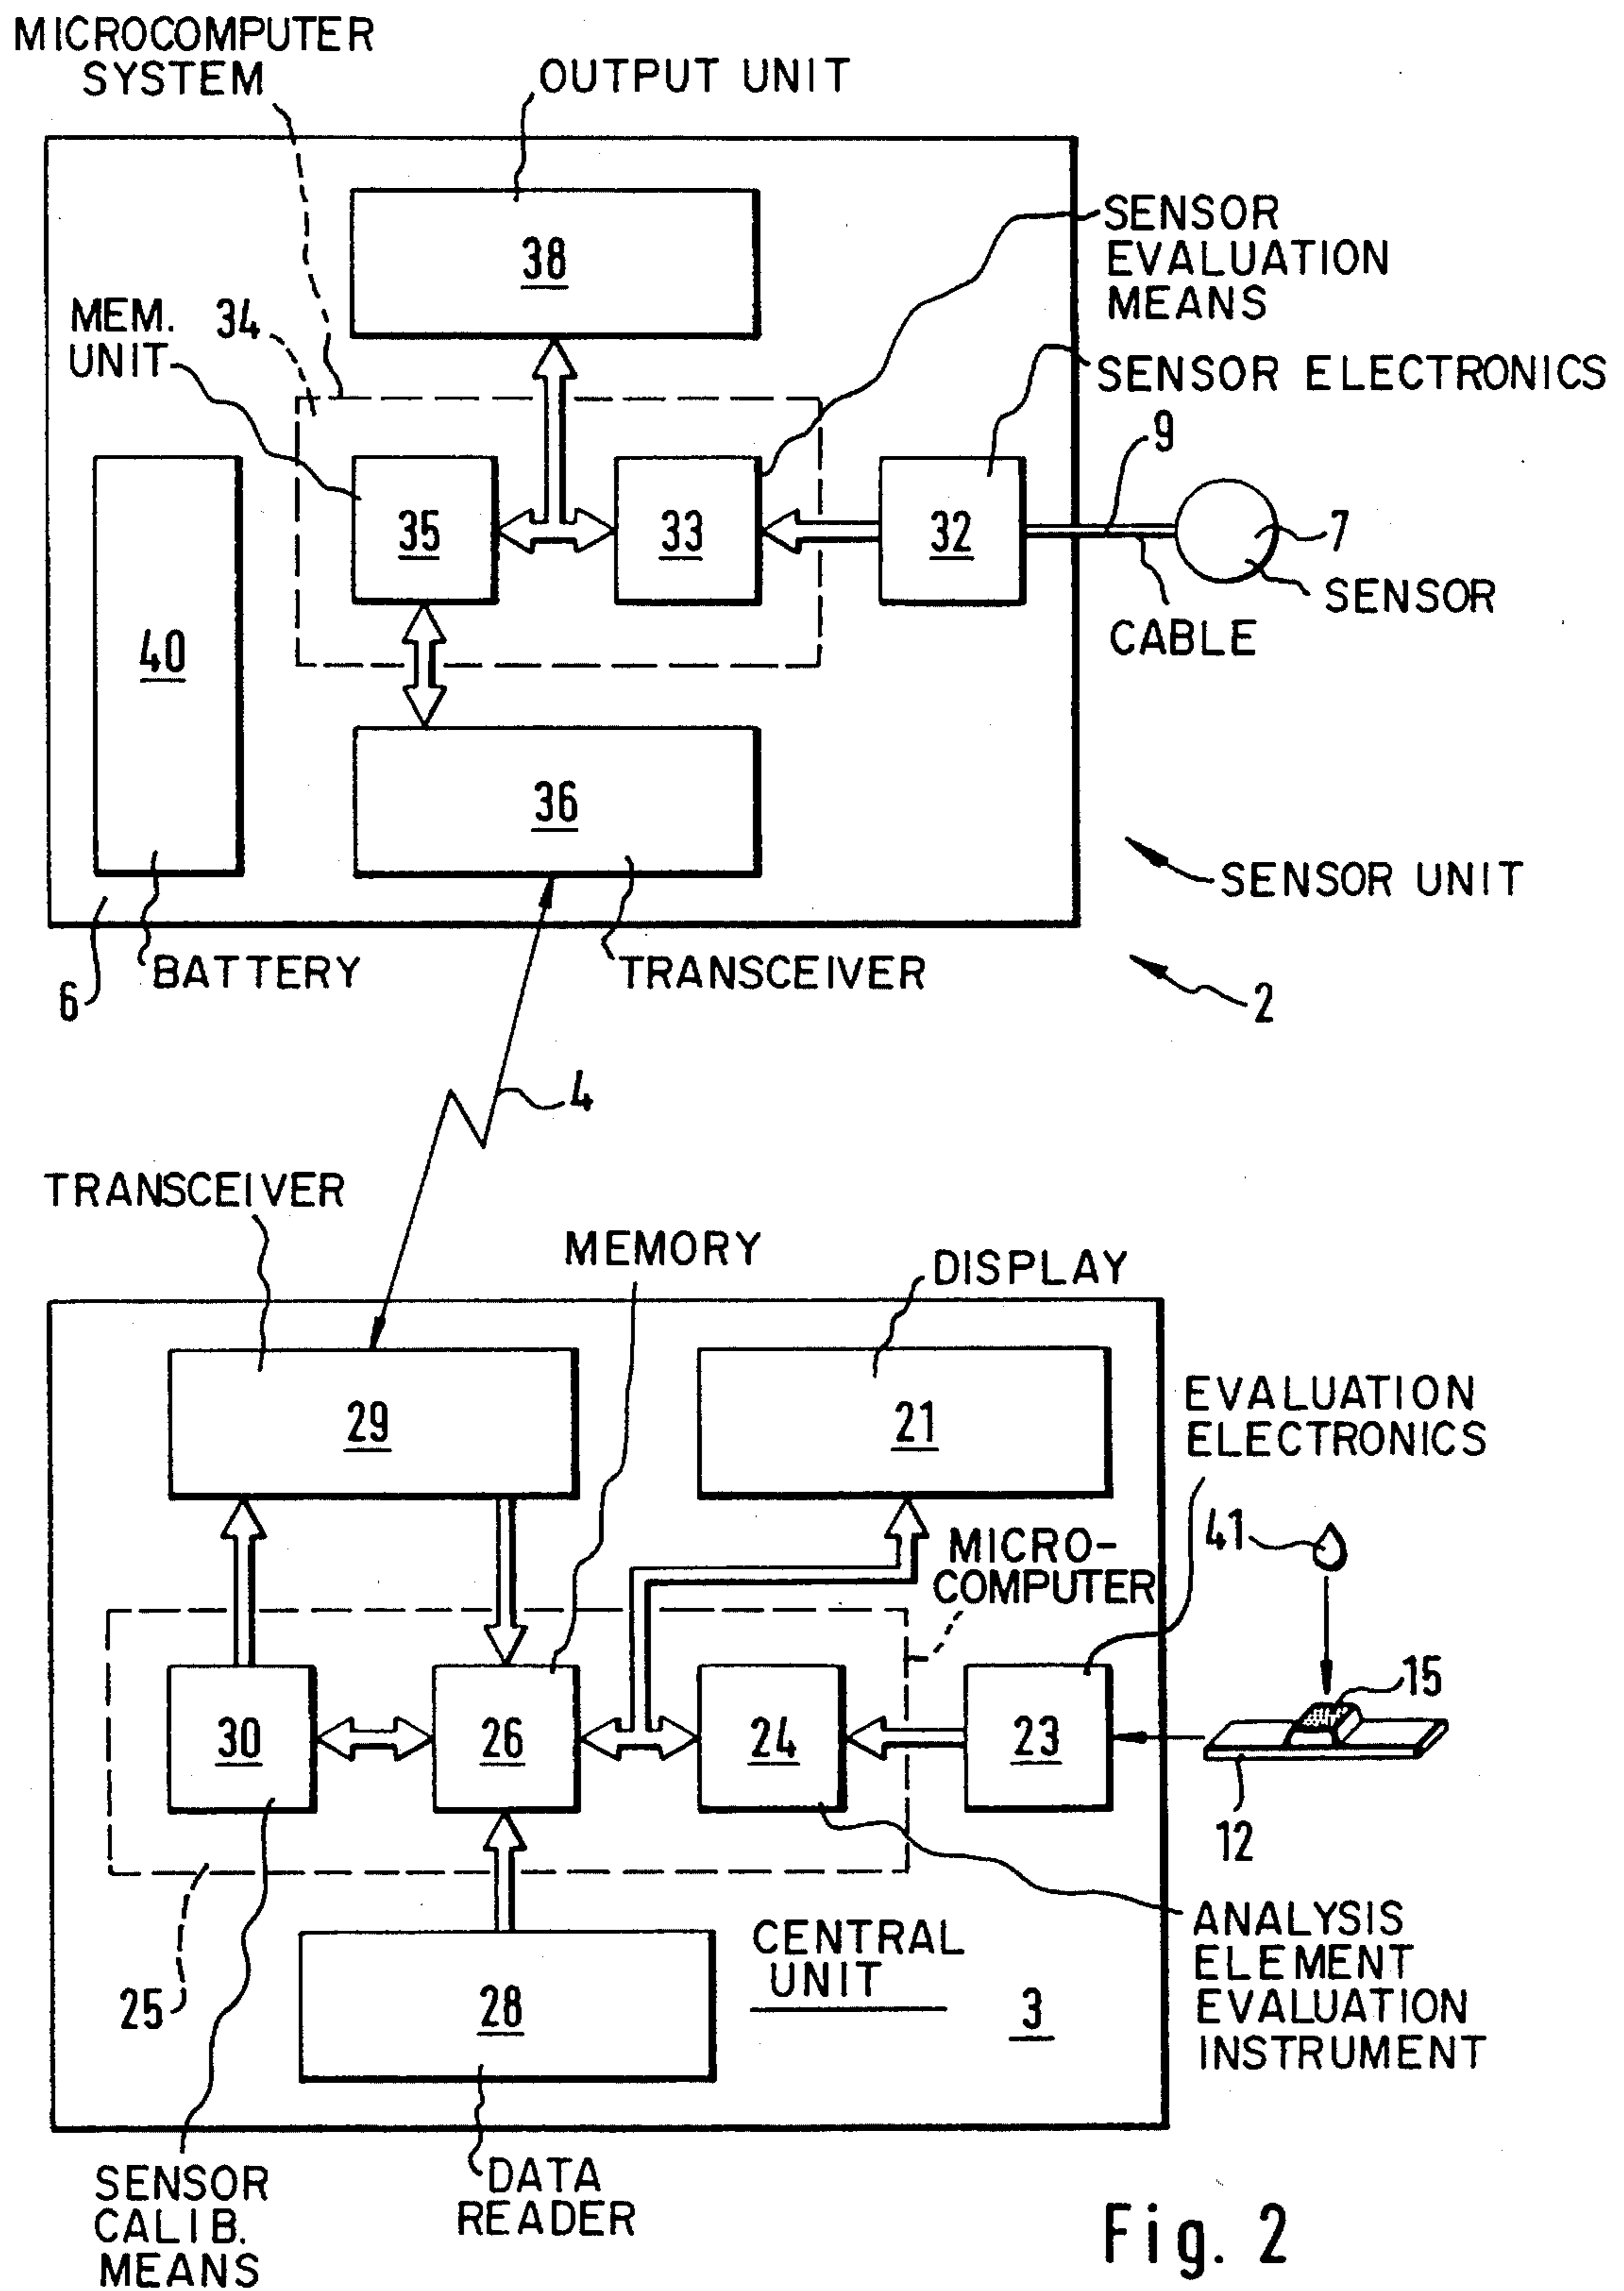 MICROCOMPUTER
SYSTEM
OUTPUT UNIT
38
SENSOR
EVALUATION
MEANS
MEM.
UNIT
34
SENSOR ELECTRONICS
9
35
33
32
7
SENSOR
CABLE
40
36
SENSOR UNIT
6
BATTERY
TRANSCEIVER
2
4
TRANSCEIVER
MEMORY
DISPLAY
29
21
EVALUATION
ELECTRONICS
41
MICRO-
COMPUTER
15
30
26
24
23
12
25
28
CENTRAL
UNIT
3
ANALYSIS
ELEMENT
EVALUATION
INSTRUMENT
SENSOR
CALIB.
MEANS
DATA
READER
Fig. 2